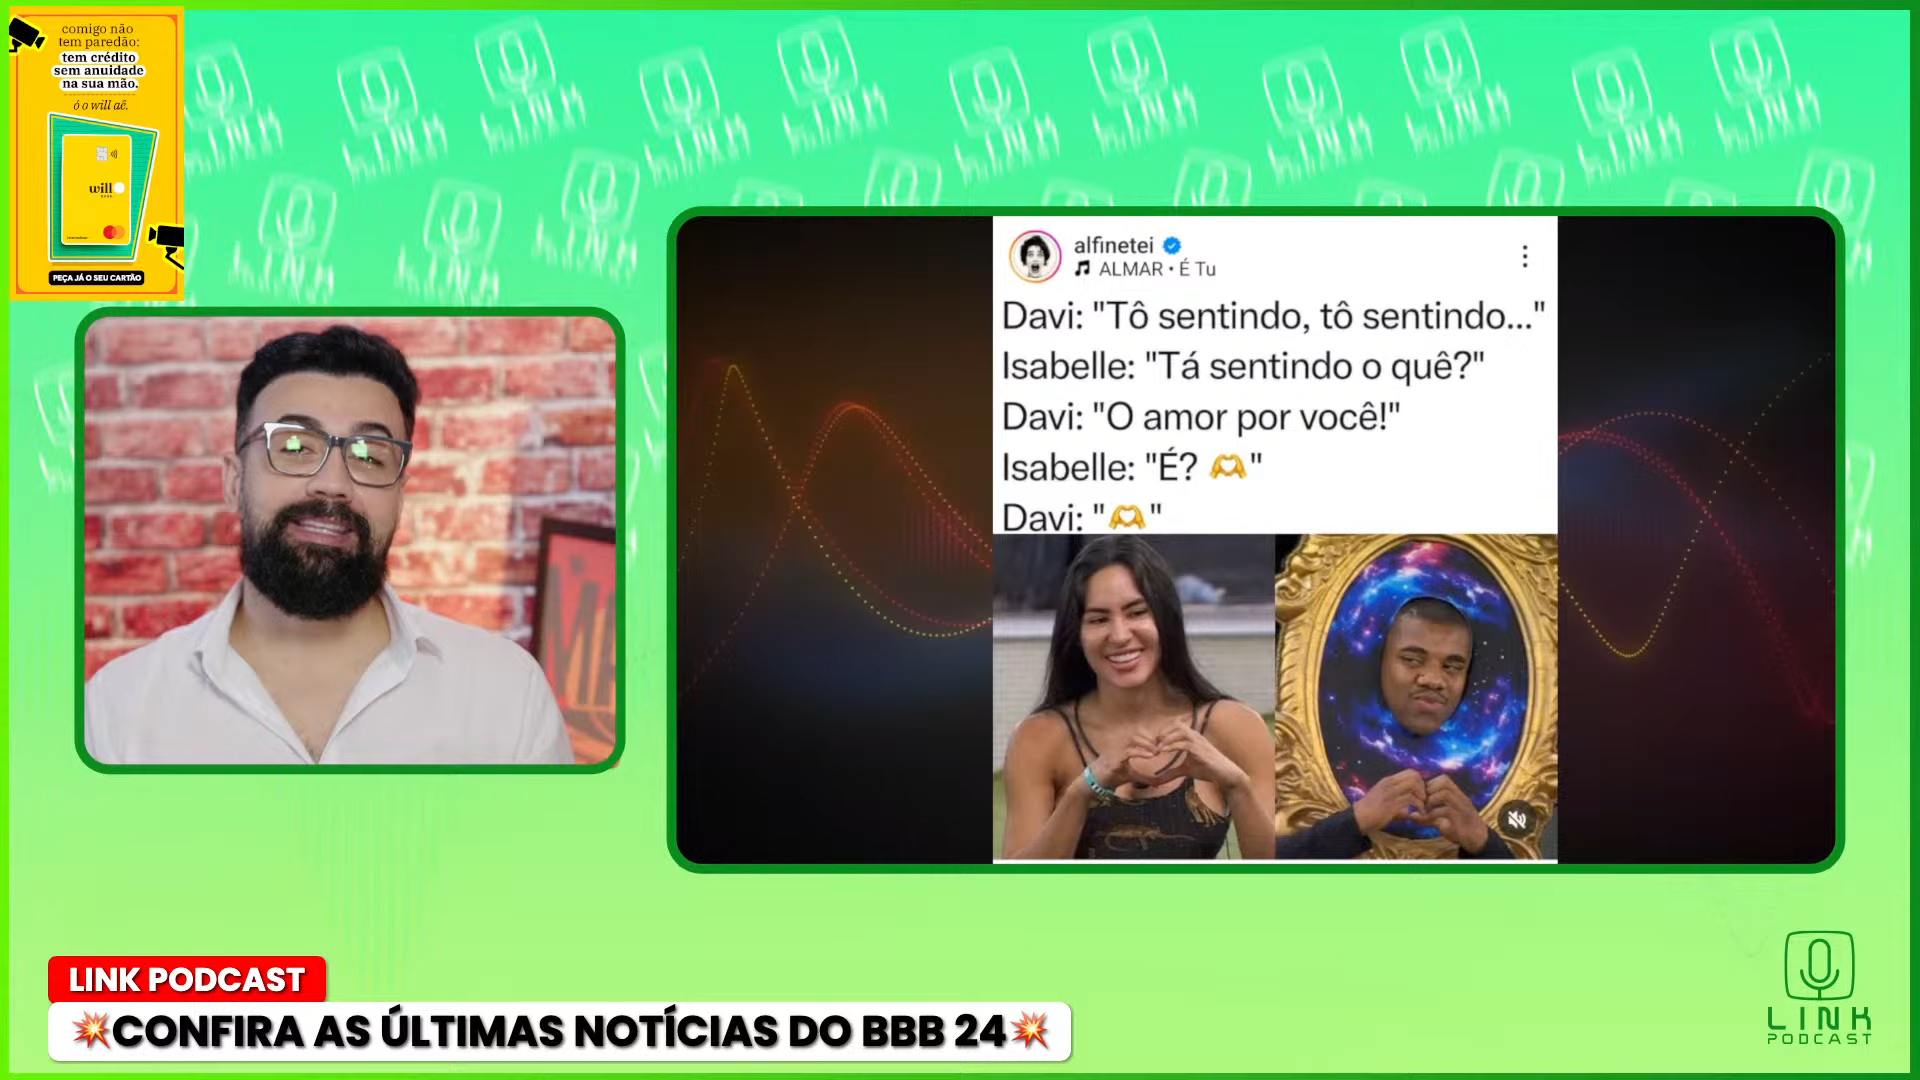 comigo não
tem paredão:
tem crédito
sem anuidade
na sua mão.
ó o will aê.
will
PEÇA JÁ O SEU CARTÃO
alfinetei
ALMAR • É Tu
Davi: "Tô sentindo, tô sentindo..."
Isabelle: "Tá sentindo o quê?"
Davi: "O amor por você!"
Isabelle: "É? 🫶"
Davi: "🫶"
LINK PODCAST
💥CONFIRA AS ÚLTIMAS NOTÍCIAS DO BBB 24💥
LINK
PODCAST